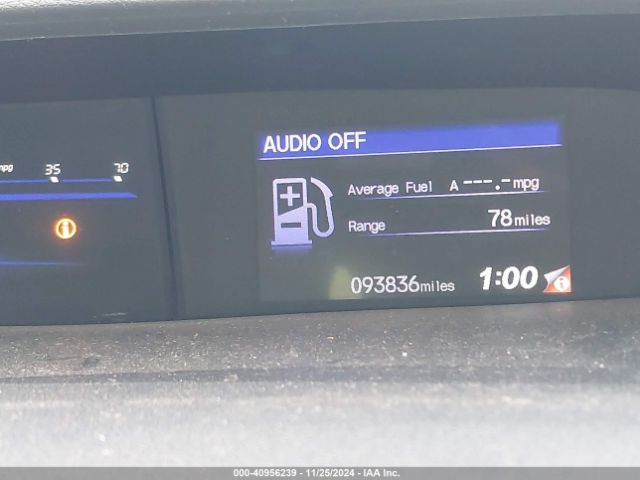 AUDIO OFF
mpg 35 70
Average Fuel A ---.- mpg
Range 78 miles
093836 miles 1:00
000-40956239 - 11/25/2024 - IAA Inc.